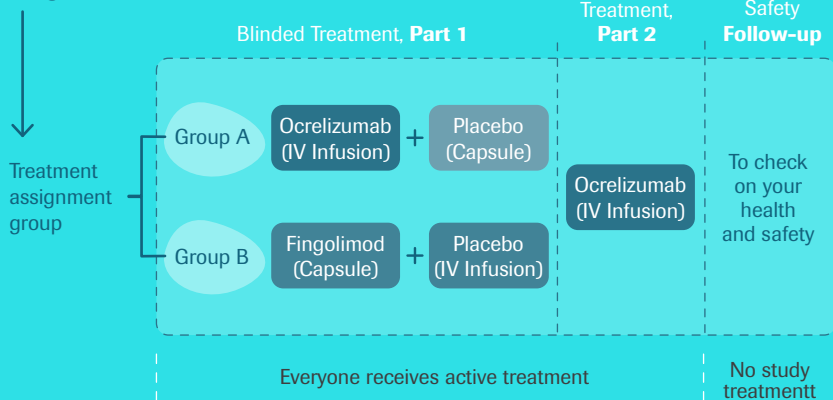 Treatment,
Safety
Blinded Treatment, Part 1
Part 2
Follow-up
Group A
Ocrelizumab
(IV Infusion)
+
Placebo
(Capsule)
Treatment
assignment
group
Ocrelizumab
(IV Infusion)
To check
on your
health
and safety
Group B
Fingolimod
(Capsule)
+
Placebo
(IV Infusion)
Everyone receives active treatment
No study
treatmentt